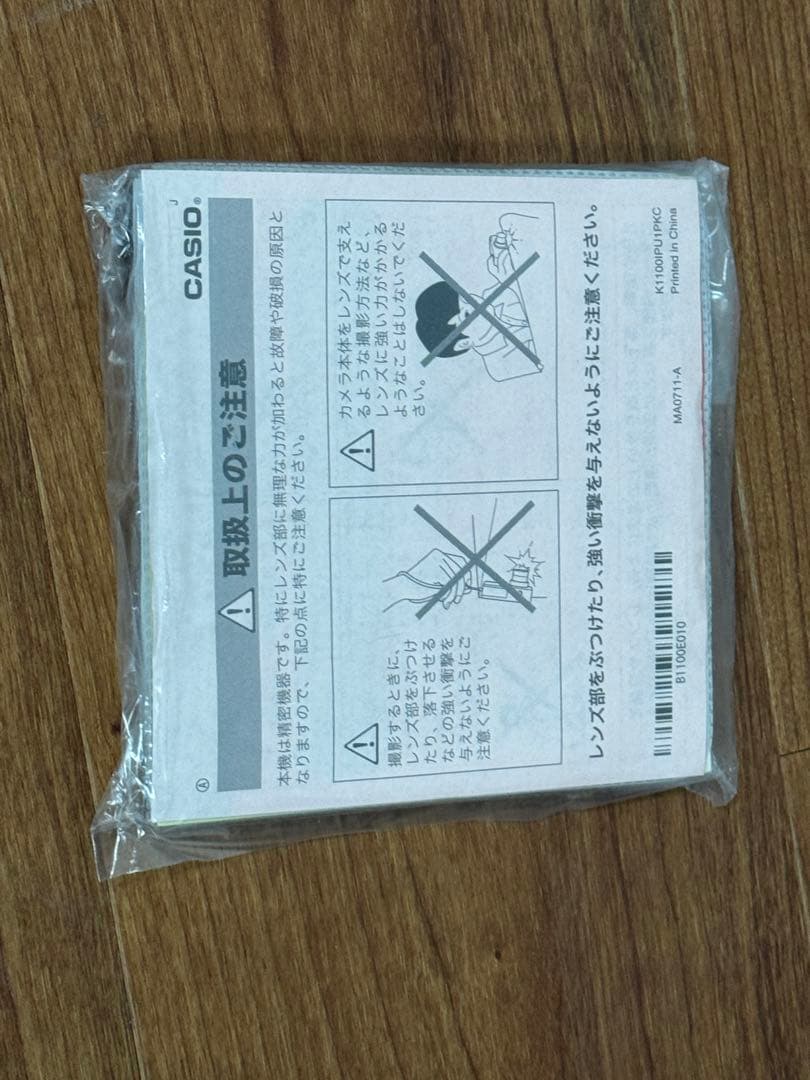 Ⓐ
CASIO®
J
⚠ 取扱上のご注意
本機は精密機器です。特にレンズ部に無理な力が加わると故障や破損の原因と
なりますので、下記の点に特にご注意ください。
撮影するときに、
レンズ部をぶつけ
たり、落下させる
などの強い衝撃を
与えないようにご
注意ください。
カメラ本体をレンズで支え
るような撮影方法など、
レンズに強い力がかかる
ようなことはしないでくだ
さい。
レンズ部をぶつけたり、強い衝撃を与えないようにご注意ください。
B1100E010
MA0711-A
K1100IPU1PKC
Printed in China